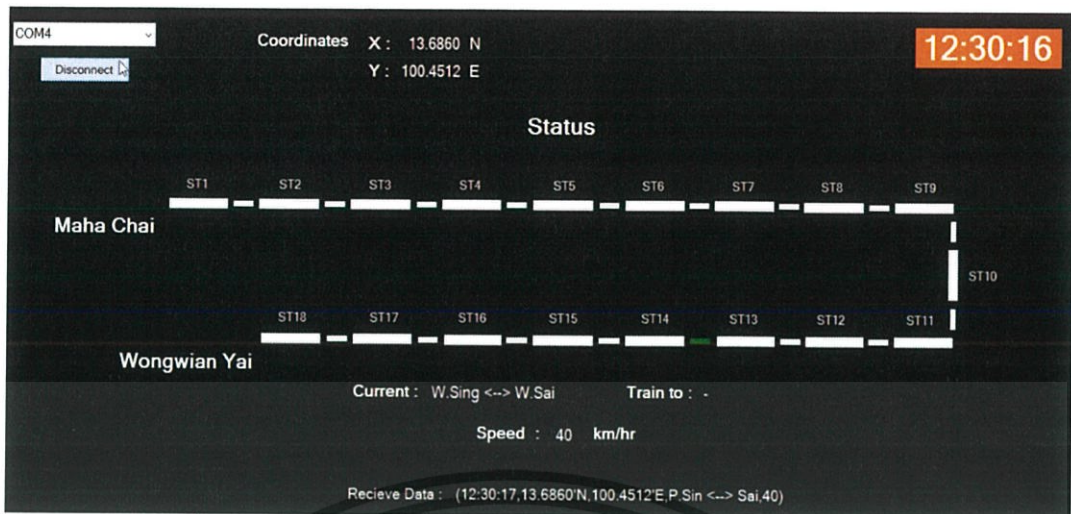 COM4
Disconnect
Coordinates X : 13.6860 N
Y : 100.4512 E
12:30:16
Status
ST1 ST2 ST3 ST4 ST5 ST6 ST7 ST8 ST9
Maha Chai
ST10
ST18 ST17 ST16 ST15 ST14 ST13 ST12 ST11
Wongwian Yai
Current : W.Sing <--> W.Sai Train to : -
Speed : 40 km/hr
Recieve Data : (12:30:17,13.6860'N,100.4512'E,P.Sin <--> Sai,40)